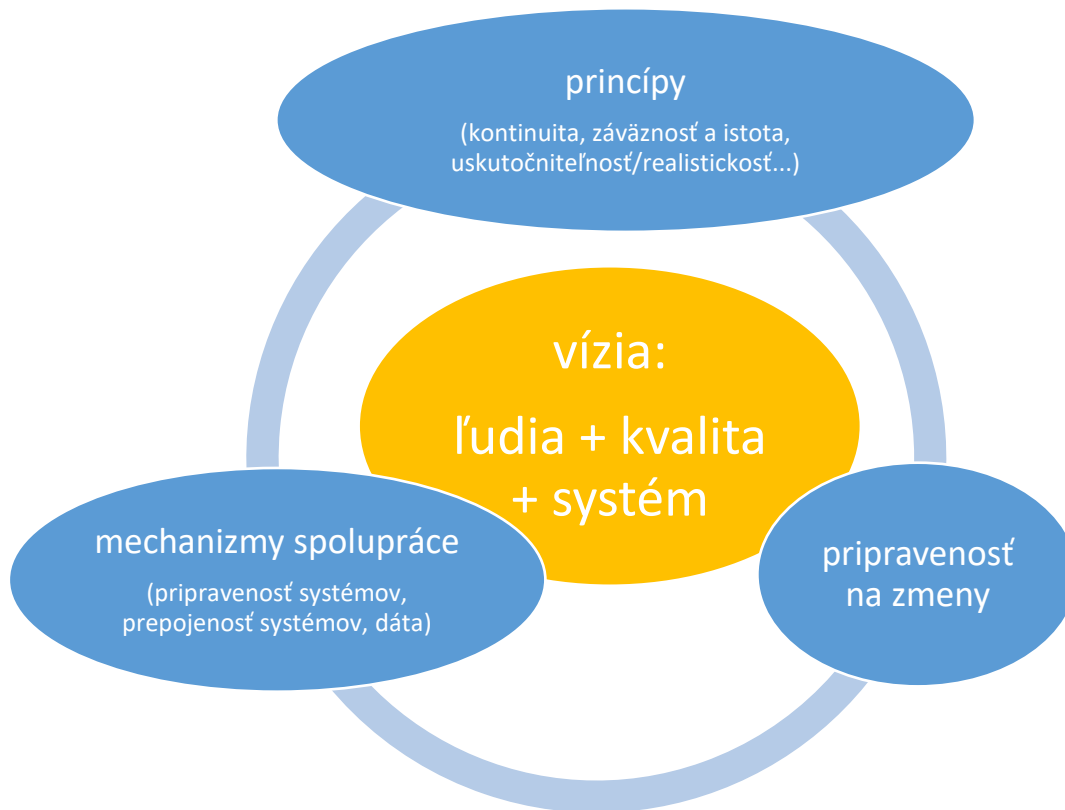 princípy
(kontinuita, záväznosť a istota,
uskutočniteľnosť/realistickosť...)
vízia:
ľudia + kvalita
+ systém
mechanizmy spolupráce
(pripravenosť systémov,
prepojenosť systémov, dáta)
pripravenosť
na zmeny